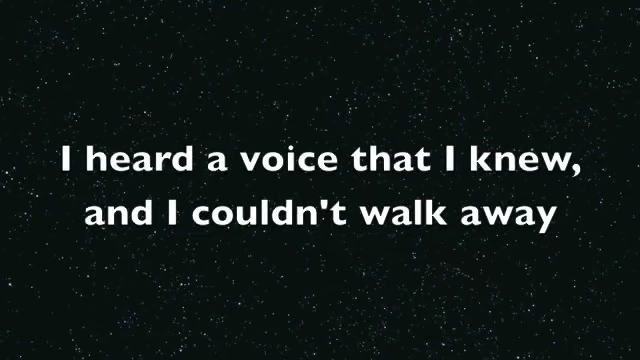 I heard a voice that I knew,
and I couldn't walk away